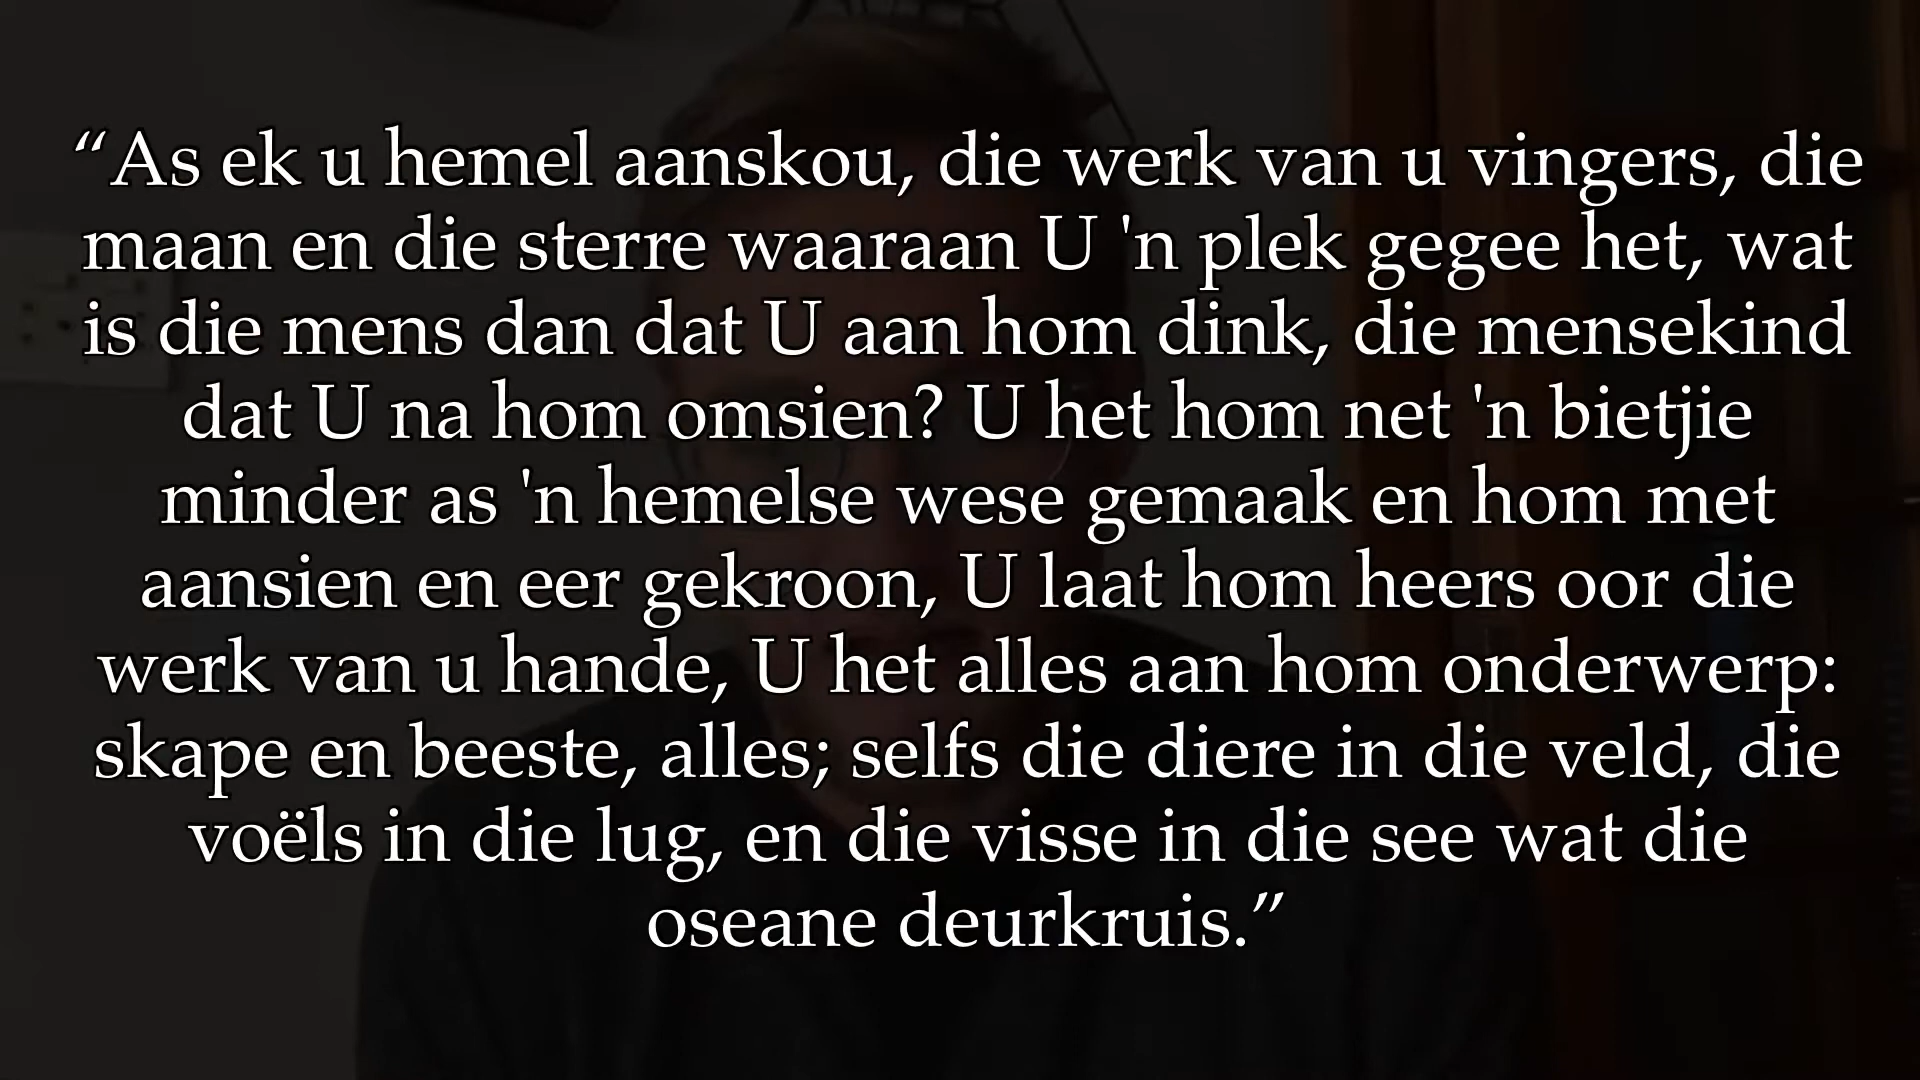 “As ek u hemel aanskou, die werk van u vingers, die
maan en die sterre waaraan U 'n plek gegee het, wat
is die mens dan dat U aan hom dink, die mensekind
dat U na hom omsien? U het hom net 'n bietjie
minder as 'n hemelse wese gemaak en hom met
aansien en eer gekroon, U laat hom heers oor die
werk van u hande, U het alles aan hom onderwerp:
skape en beeste, alles; selfs die diere in die veld, die
voëls in die lug, en die visse in die see wat die
oseane deurkruis.”